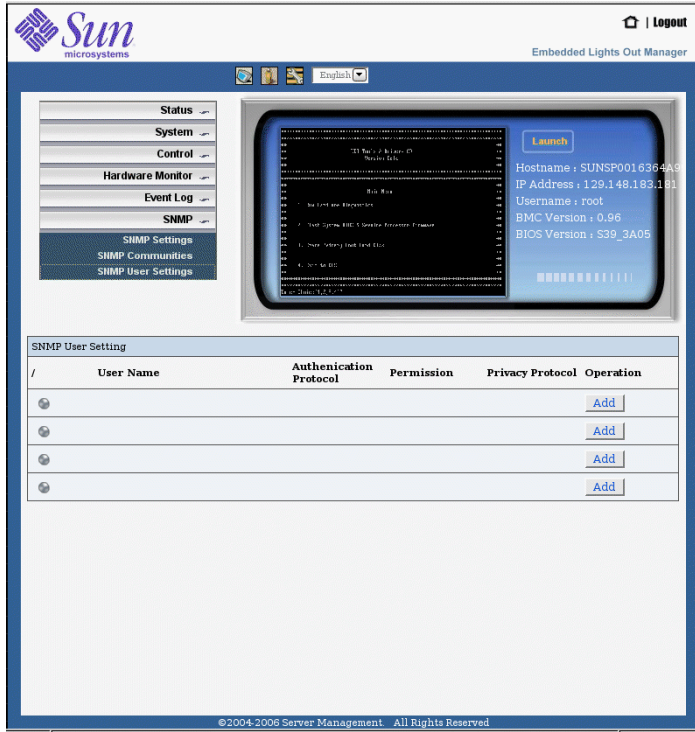 Sun
microsystems
| Logout
Embedded Lights Out Manager
English
Status
System
Control
Hardware Monitor
Event Log
SNMP
SNMP Settings
SNMP Communities
SNMP User Settings
Main Menu
Launch
Hostname : SUNSP0016364A9
IP Address : 129.148.183.181
Username : root
BMC Version : 0.96
BIOS Version : S39_3A05
SNMP User Setting
/ User Name Authenication Protocol Permission Privacy Protocol Operation
Add
Add
Add
Add
©2004-2006 Server Management. All Rights Reserved